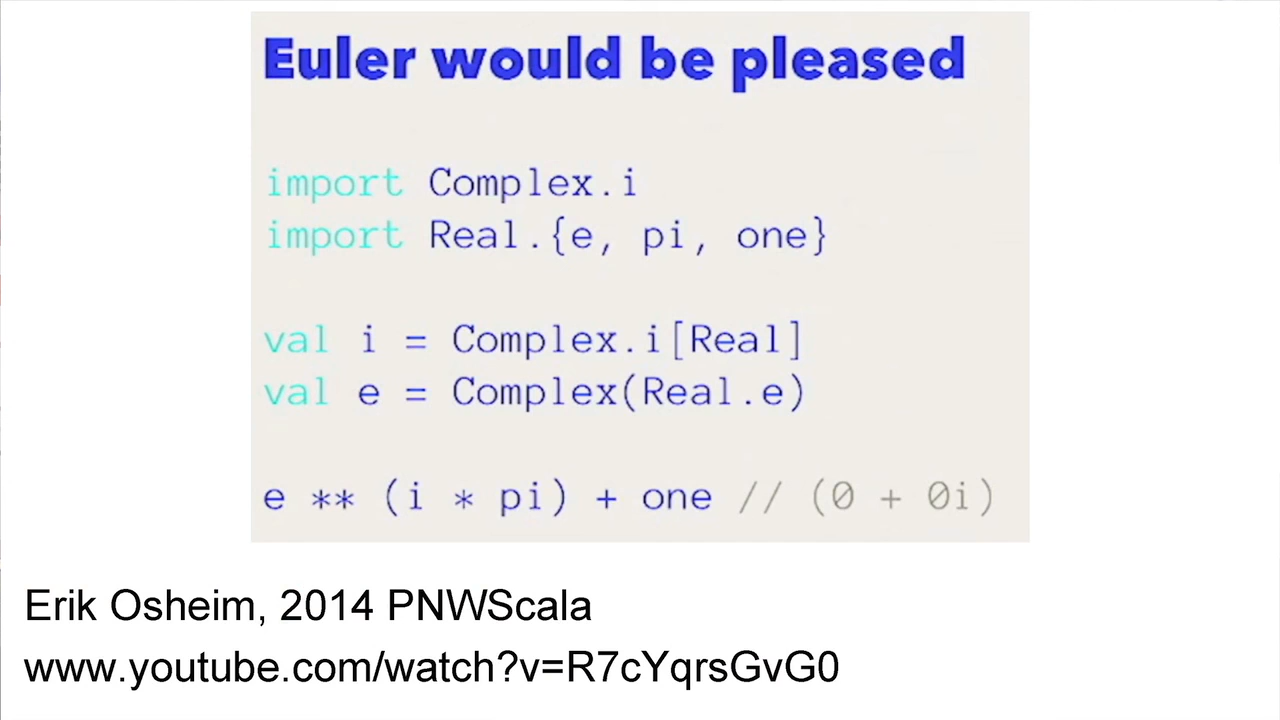 Euler would be pleased
import Complex.i
import Real.{e, pi, one}
val i = Complex.i[Real]
val e = Complex(Real.e)
e ** (i * pi) + one // (0 + 0i)
Erik Osheim, 2014 PNWScala
www.youtube.com/watch?v=R7cYqrsGvG0